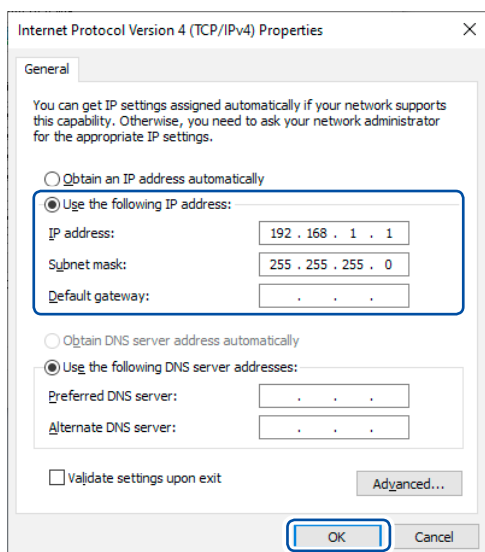 Internet Protocol Version 4 (TCP/IPv4) Properties
General
You can get IP settings assigned automatically if your network supports
this capability. Otherwise, you need to ask your network administrator
for the appropriate IP settings.
Obtain an IP address automatically
Use the following IP address:
IP address: 192 . 168 . 1 . 1
Subnet mask: 255 . 255 . 255 . 0
Default gateway: . . .
Obtain DNS server address automatically
Use the following DNS server addresses:
Preferred DNS server: . . .
Alternate DNS server: . . .
Validate settings upon exit
Advanced...
OK Cancel